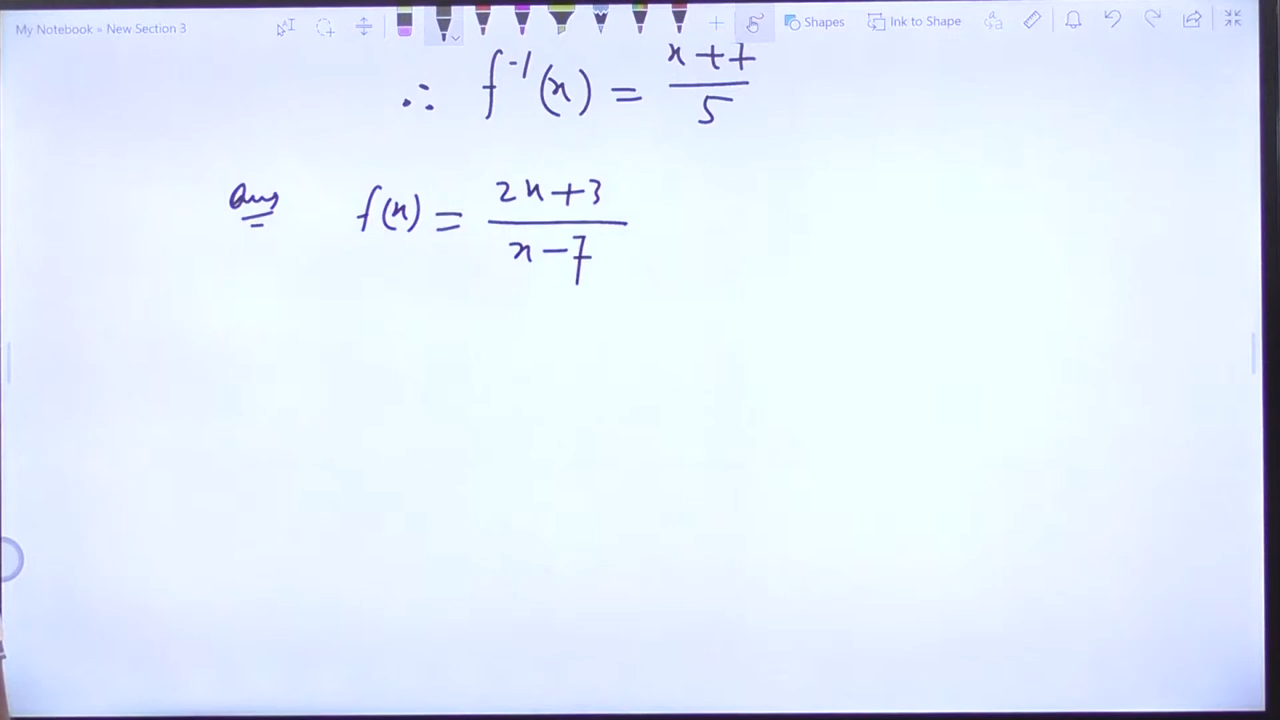 My Notebook » New Section 3
Shapes
Ink to Shape
∴ f⁻¹(x) = (x+7)/5
Ans f(x) = (2x+3)/(x-7)